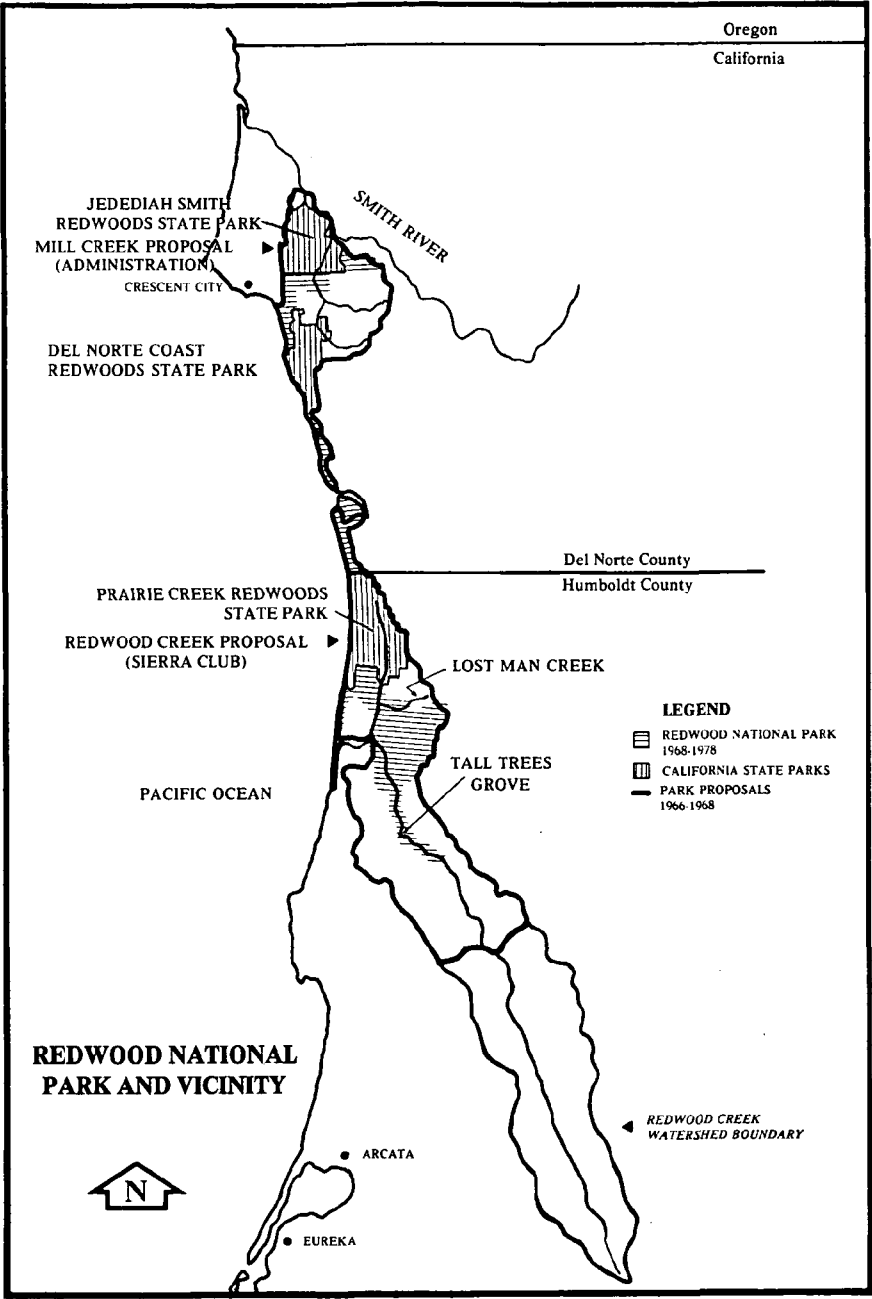 Oregon
California
JEDEDIAH SMITH
REDWOODS STATE PARK
MILL CREEK PROPOSAL
(ADMINISTRATION)
CRESCENT CITY
SMITH RIVER
DEL NORTE COAST
REDWOODS STATE PARK
Del Norte County
Humboldt County
PRAIRIE CREEK REDWOODS
STATE PARK
REDWOOD CREEK PROPOSAL
(SIERRA CLUB)
LOST MAN CREEK
LEGEND
REDWOOD NATIONAL PARK
1968-1978
CALIFORNIA STATE PARKS
PARK PROPOSALS
1966-1968
TALL TREES
GROVE
PACIFIC OCEAN
REDWOOD NATIONAL
PARK AND VICINITY
REDWOOD CREEK
WATERSHED BOUNDARY
N
ARCATA
EUREKA